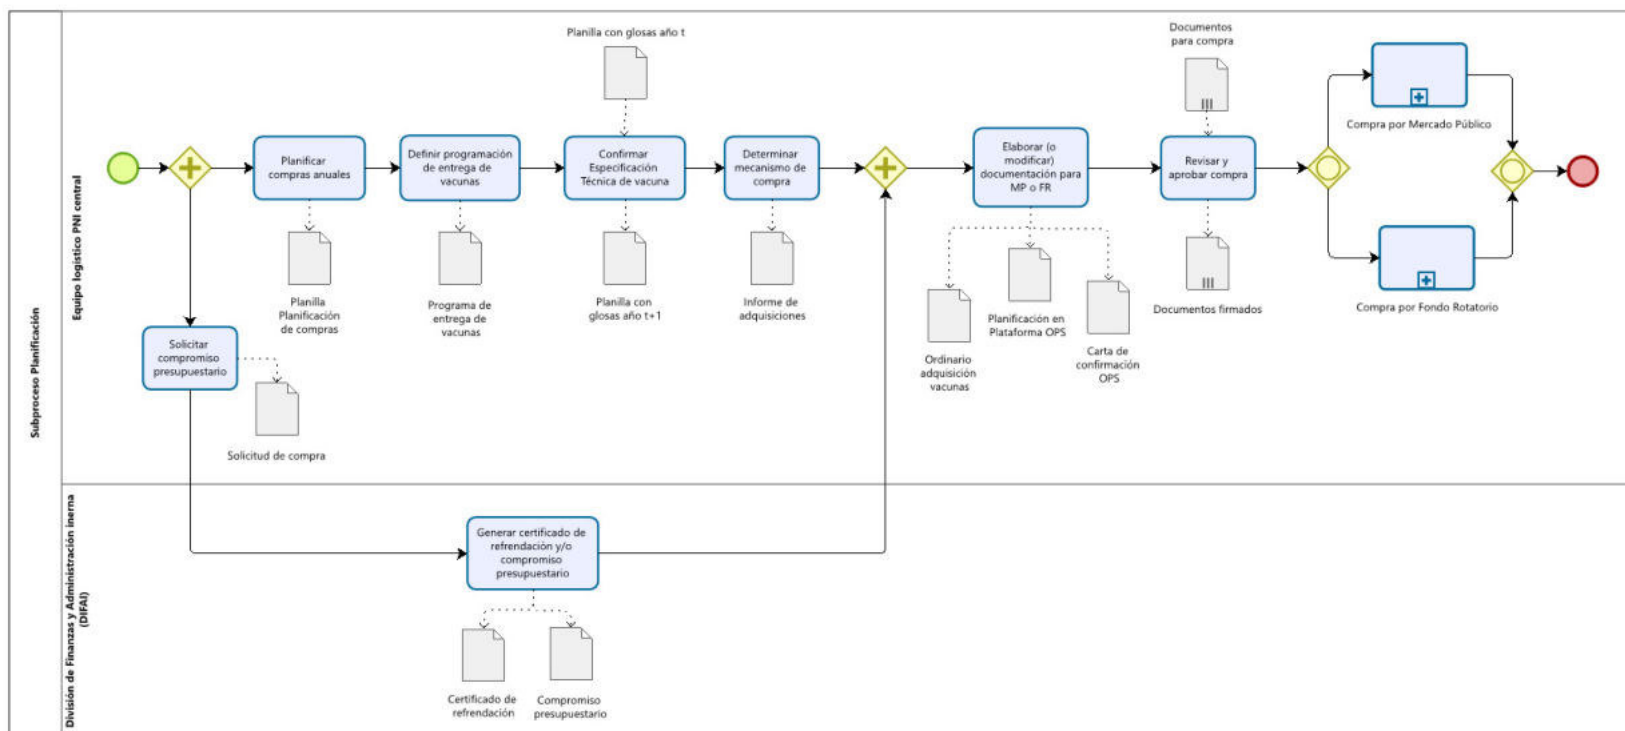 Subproceso Planificación
Equipo logístico PNI central
Planilla con glosas año t
Documentos
para compra
Planificar
compras anuales
Definir programación
de entrega de
vacunas
Confirmar
Especificación
Técnica de vacuna
Determinar
mecanismo de
compra
Elaborar (o
modificar)
documentación para
MP o FR
Revisar y
aprobar compra
Compra por Mercado Público
Compra por Fondo Rotatorio
Planilla
Planificación
de compras
Programa de
entrega de
vacunas
Planilla con
glosas año t+1
Informe de
adquisiciones
Ordinario
adquisición
vacunas
Planificación en
Plataforma OPS
Carta de
confirmación
OPS
Documentos firmados
Solicitar
compromiso
presupuestario
Solicitud de compra
División de Finanzas y Administración inerna
(DIFAI)
Generar certificado de
refrendación y/o
compromiso
presupuestario
Certificado de
refrendación
Compromiso
presupuestario